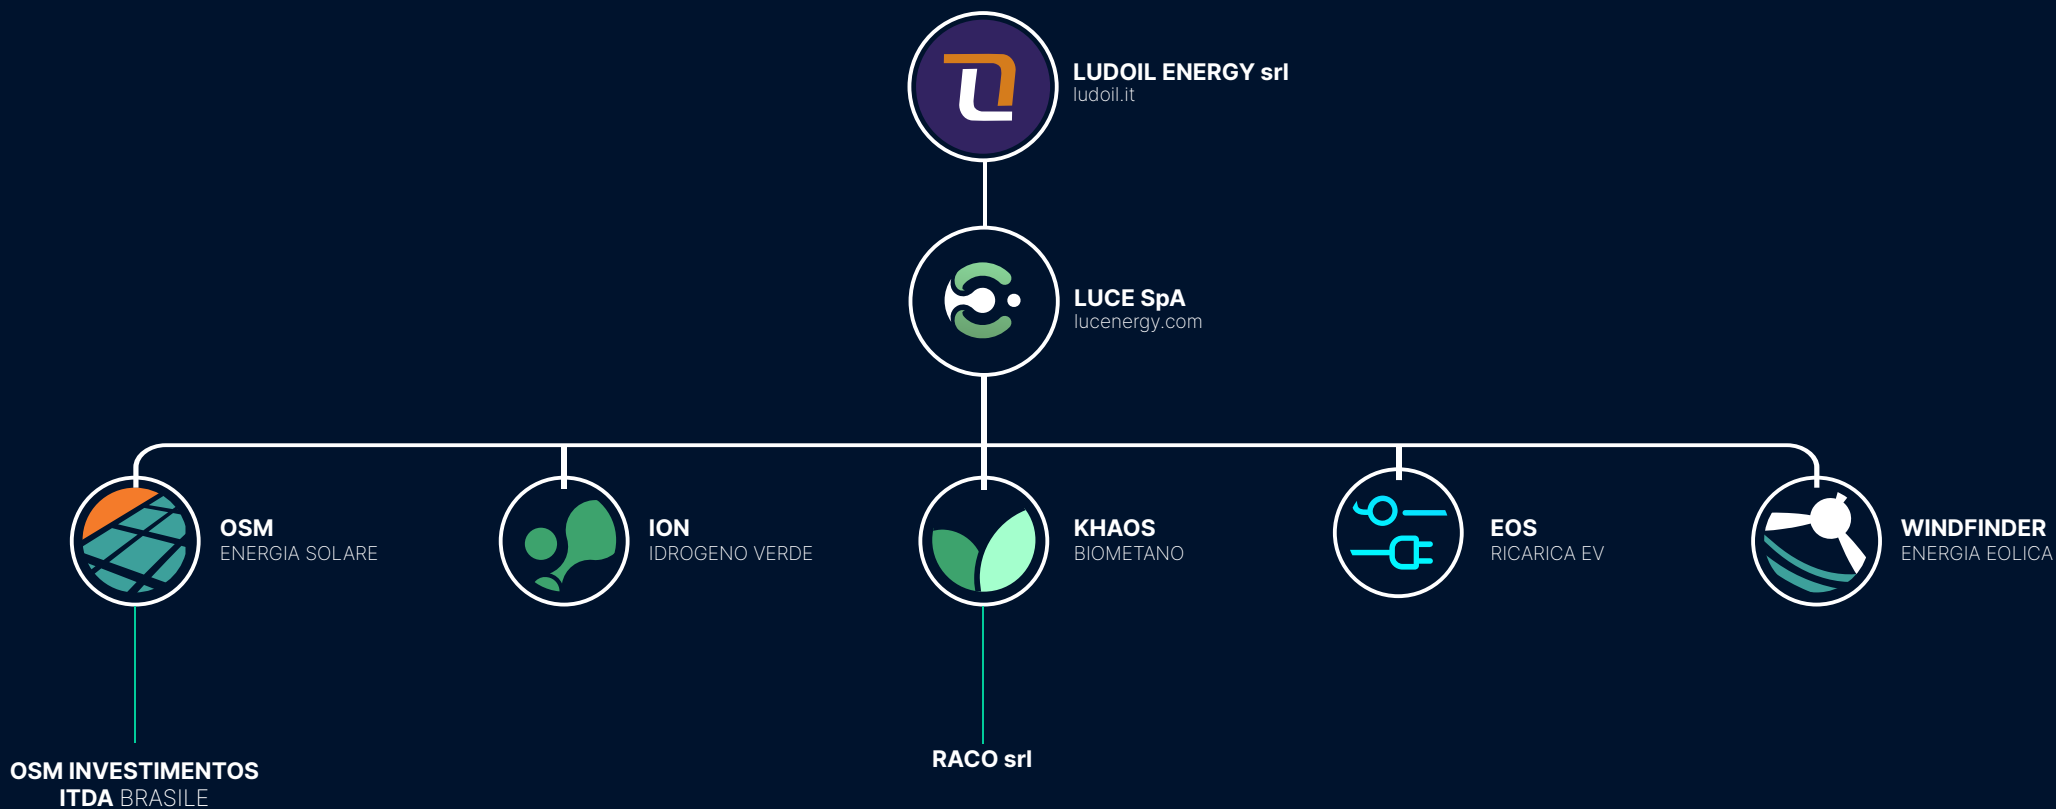 LUDOIL ENERGY srl
ludoil.it
LUCE SpA
lucenergy.com
OSM
ENERGIA SOLARE
ION
IDROGENO VERDE
KHAOS
BIOMETANO
EOS
RICARICA EV
WINDFINDER
ENERGIA EOLICA
OSM INVESTIMENTOS
ITDA BRASILE
RACO srl